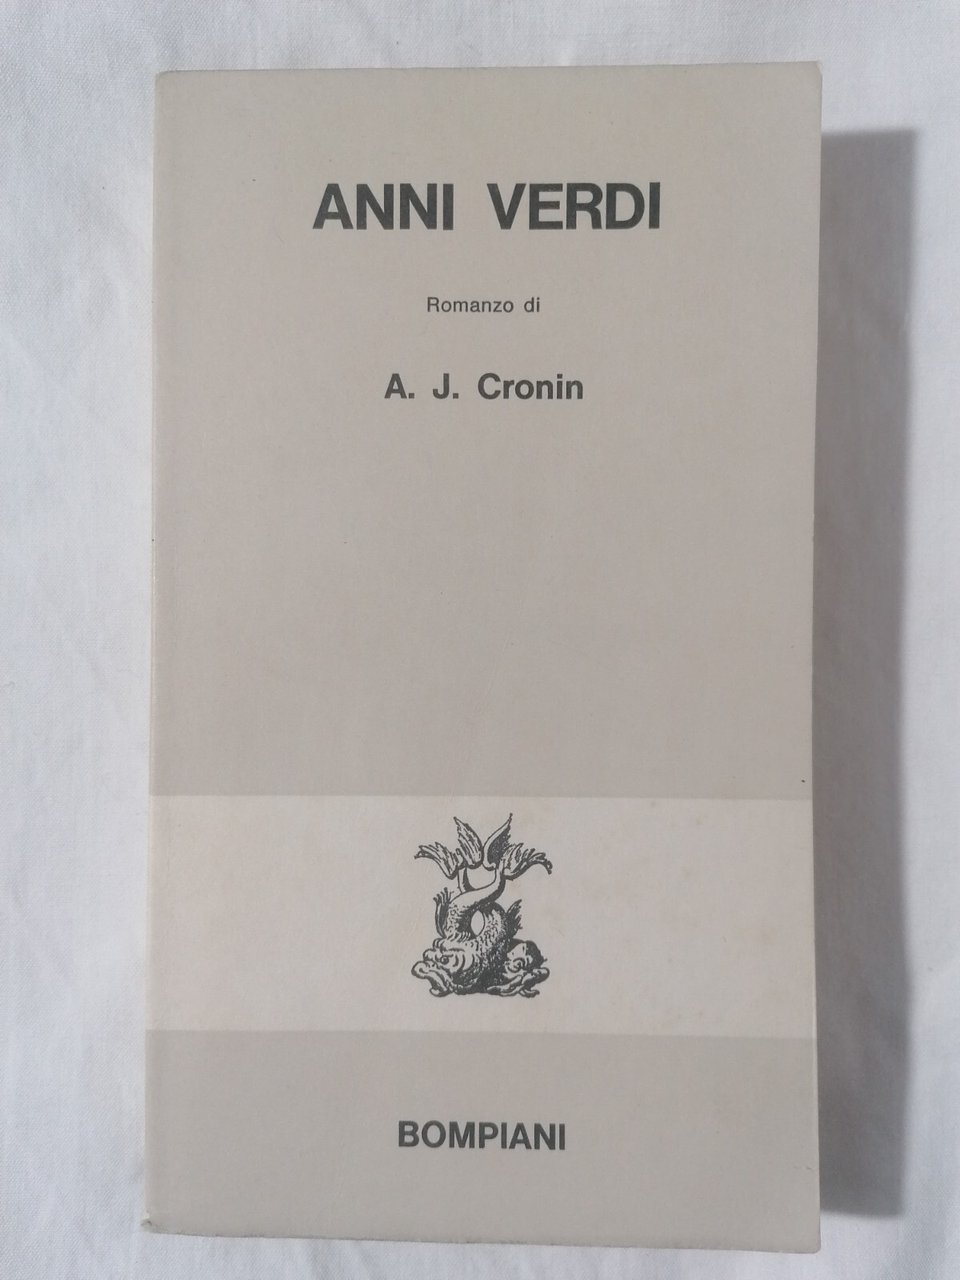 ANNI VERDI
Romanzo di
A. J. Cronin
BOMPIANI